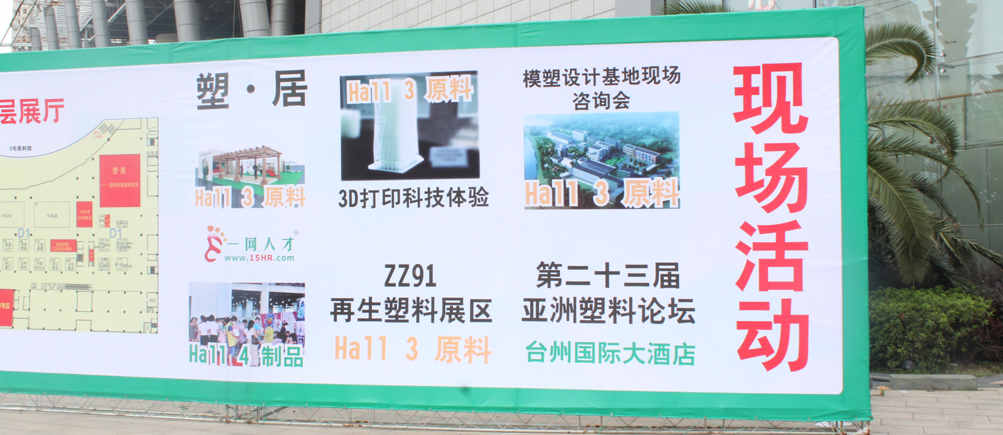 层展厅
塑·居
Hall 3 原料
一网人才®
www.15HR.com
Hall 4 制品
Hall 3 原料
3D打印科技体验
ZZ91
再生塑料展区
Hall 3 原料
模塑设计基地现场
咨询会
Hall 3 原料
第二十三届
亚洲塑料论坛
台州国际大酒店
现场活动
D1
D1